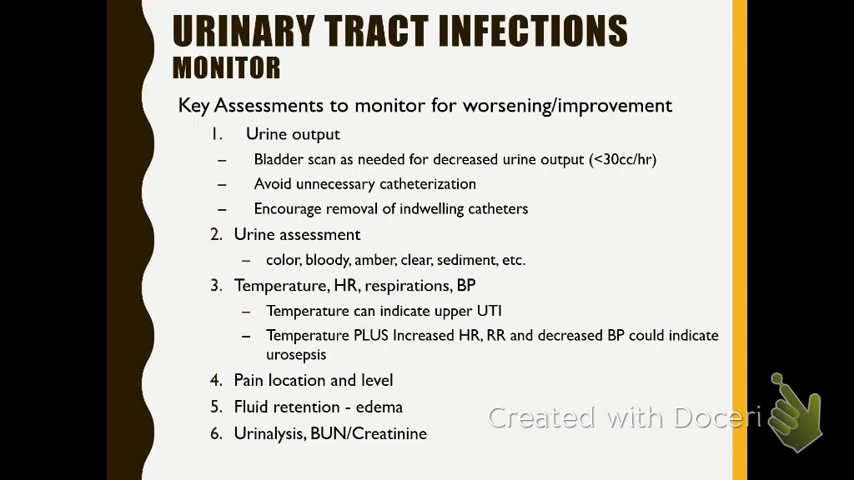 URINARY TRACT INFECTIONS
MONITOR
Key Assessments to monitor for worsening/improvement
1. Urine output
– Bladder scan as needed for decreased urine output (<30cc/hr)
– Avoid unnecessary catheterization
– Encourage removal of indwelling catheters
2. Urine assessment
– color, bloody, amber, clear, sediment, etc.
3. Temperature, HR, respirations, BP
– Temperature can indicate upper UTI
– Temperature PLUS Increased HR, RR and decreased BP could indicate
urosepsis
4. Pain location and level
5. Fluid retention - edema
6. Urinalysis, BUN/Creatinine
Created with Doceri